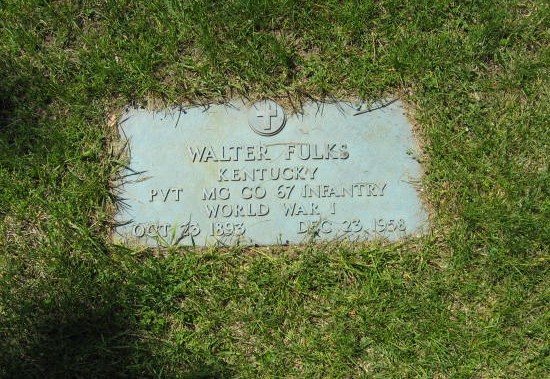 WALTER FULKS
KENTUCKY
PVT MG CO 67 INFANTRY
WORLD WAR I
OCT 23 1893 DEC 23 1958